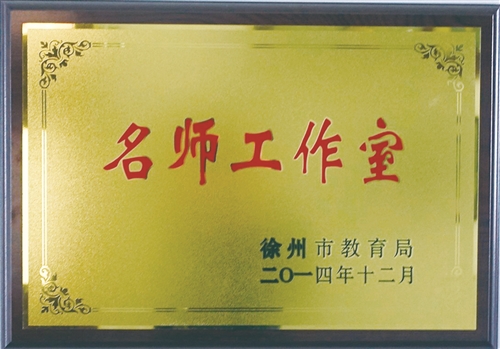 名师工作室
徐州市教育局
二〇一四年十二月